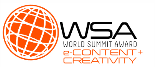 WSA
WORLD SUMMIT AWARD
e-CONTENT +
CREATIVITY